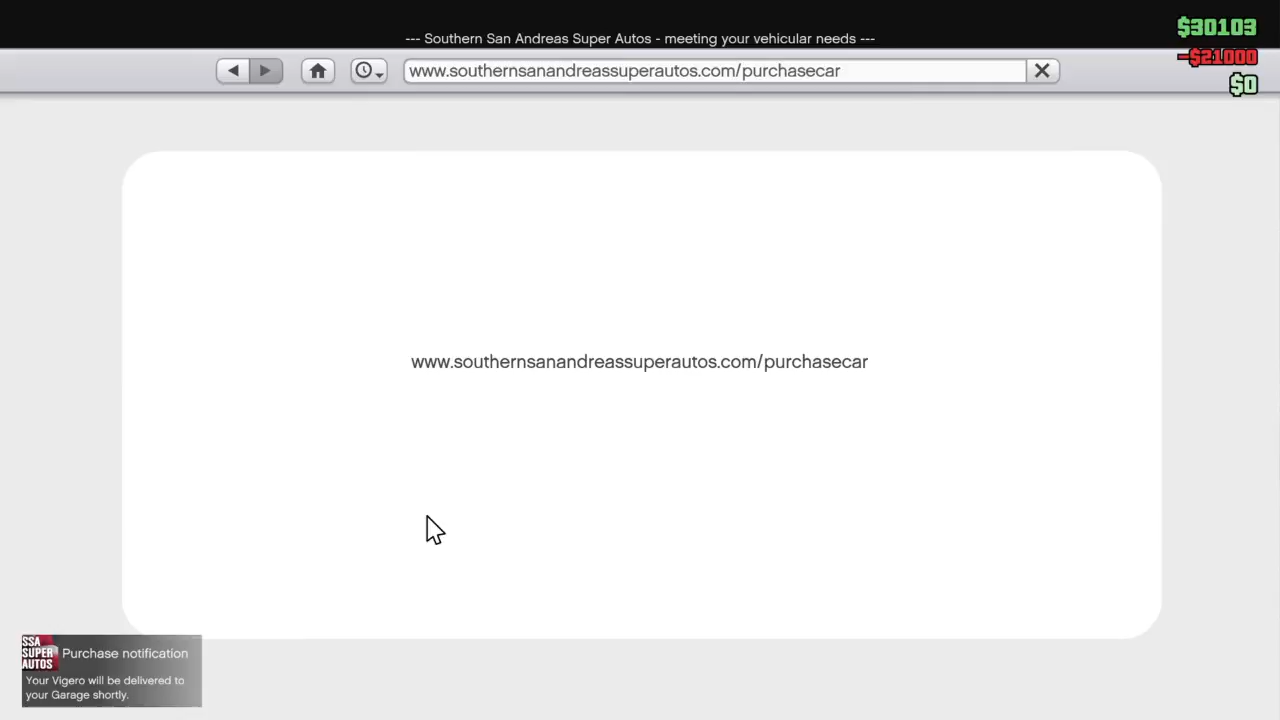 --- Southern San Andreas Super Autos - meeting your vehicular needs ---
$30103
www.southernsanandreassuperautos.com/purchasecar
-$21000
$0
www.southernsanandreassuperautos.com/purchasecar
SSA
SUPER
AUTOS
Purchase notification
Your Vigero will be delivered to
your Garage shortly.